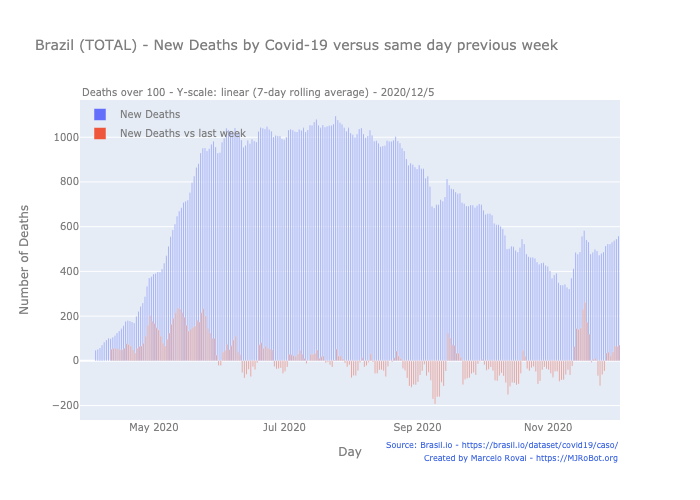 Brazil (TOTAL) - New Deaths by Covid-19 versus same day previous week
Deaths over 100 - Y-scale: linear (7-day rolling average) - 2020/12/5
New Deaths
New Deaths vs last week
1000
800
600
400
200
0
−200
Number of Deaths
May 2020
Jul 2020
Sep 2020
Nov 2020
Day
Source: Brasil.io - https://brasil.io/dataset/covid19/caso/
Created by Marcelo Rovai - https://MJRoBot.org